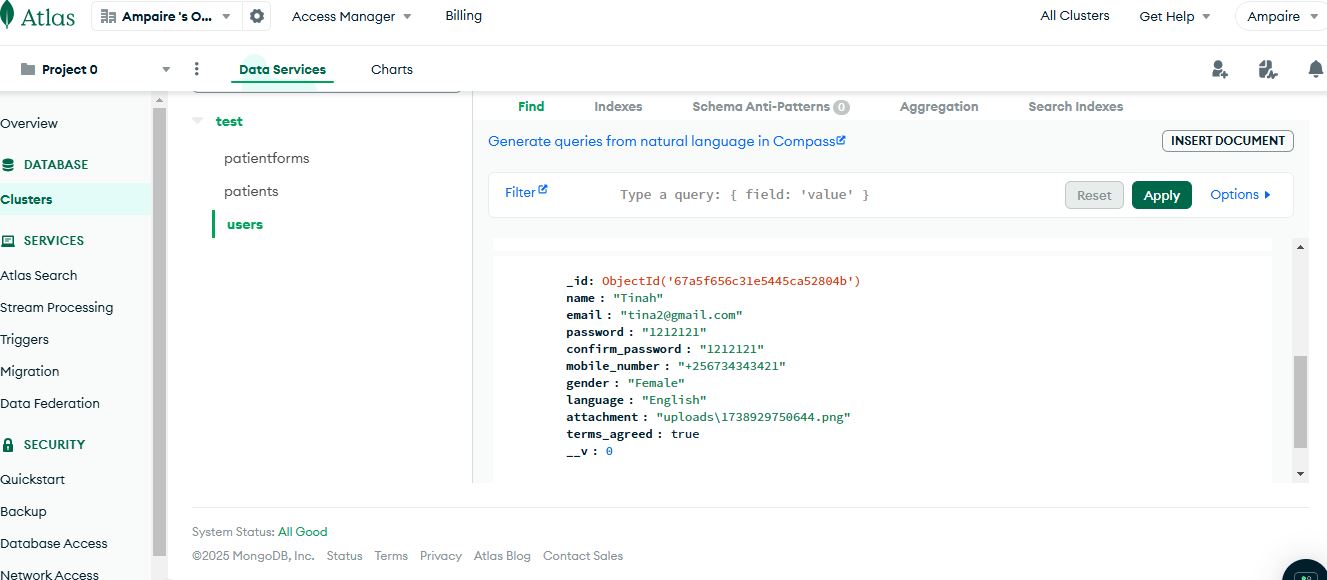 Atlas Ampaire 's O... Access Manager Billing All Clusters Get Help Ampaire
Project 0 Data Services Charts
Overview
DATABASE
Clusters
SERVICES
Atlas Search
Stream Processing
Triggers
Migration
Data Federation
SECURITY
Quickstart
Backup
Database Access
Network Access
test
patientforms
patients
users
Find Indexes Schema Anti-Patterns 0 Aggregation Search Indexes
Generate queries from natural language in Compass
INSERT DOCUMENT
Filter Type a query: { field: 'value' } Reset Apply Options
_id: ObjectId('67a5f656c31e5445ca52804b')
name : "Tinah"
email : "tina2@gmail.com"
password : "1212121"
confirm_password : "1212121"
mobile_number : "+256734343421"
gender : "Female"
language : "English"
attachment : "uploads\1738929750644.png"
terms_agreed : true
__v : 0
System Status: All Good
©2025 MongoDB, Inc. Status Terms Privacy Atlas Blog Contact Sales